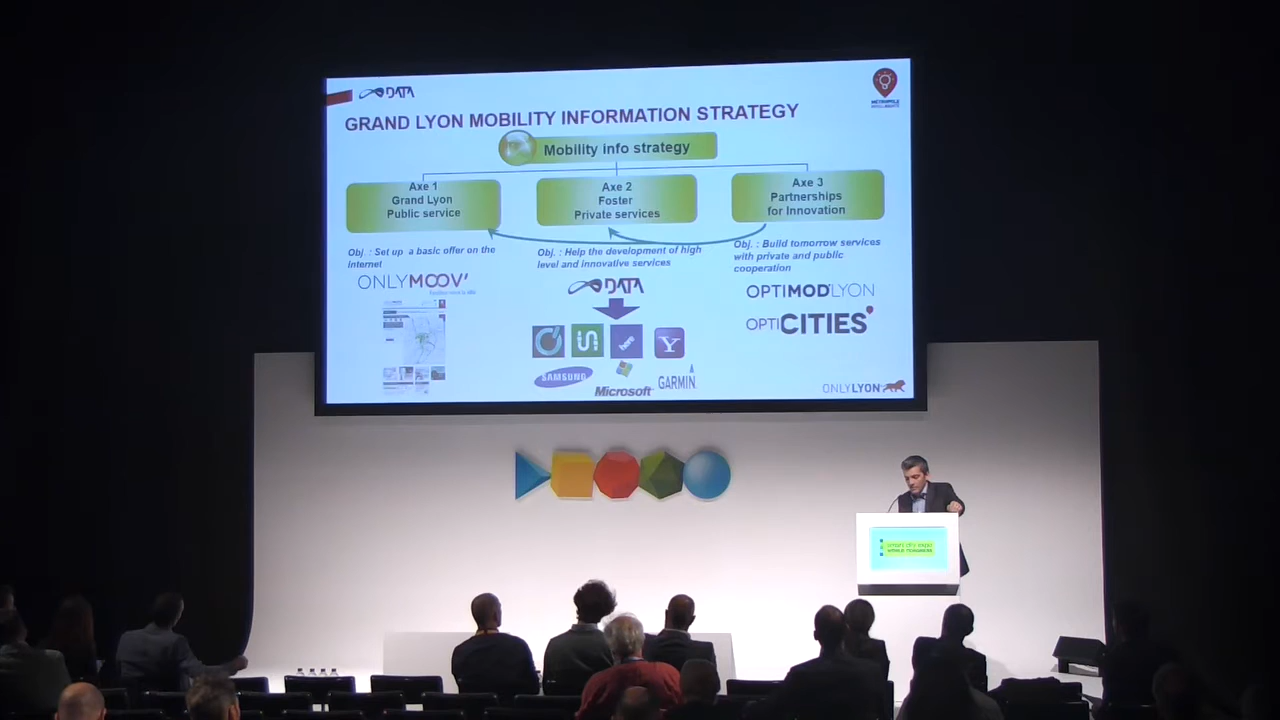 DATA
GRAND LYON MOBILITY INFORMATION STRATEGY
Mobility info strategy
Axe 1
Grand Lyon
Public service
Axe 2
Foster
Private services
Axe 3
Partnerships
for Innovation
Obj. : Set up a basic offer on the
internet
Obj. : Help the development of high
level and innovative services
Obj. : Build tomorrow services
with private and public
cooperation
ONLYMOOV'
DATA
OPTIMOD'LYON
OPTICITIES
Y
SAMSUNG
Microsoft
GARMIN
ONLYLYON
smart city expo